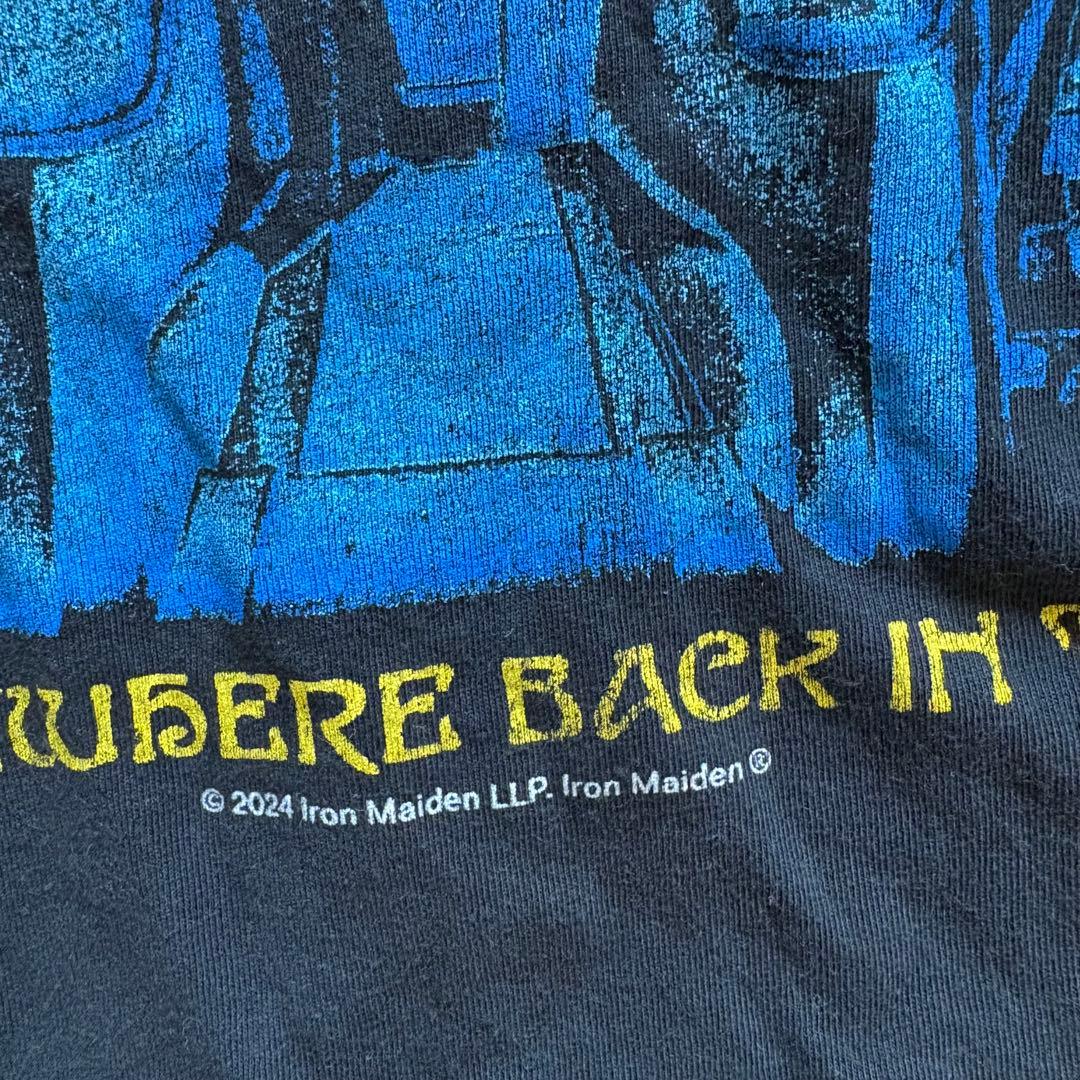 WHERE BACK IN
© 2024 Iron Maiden LLP. Iron Maiden ®